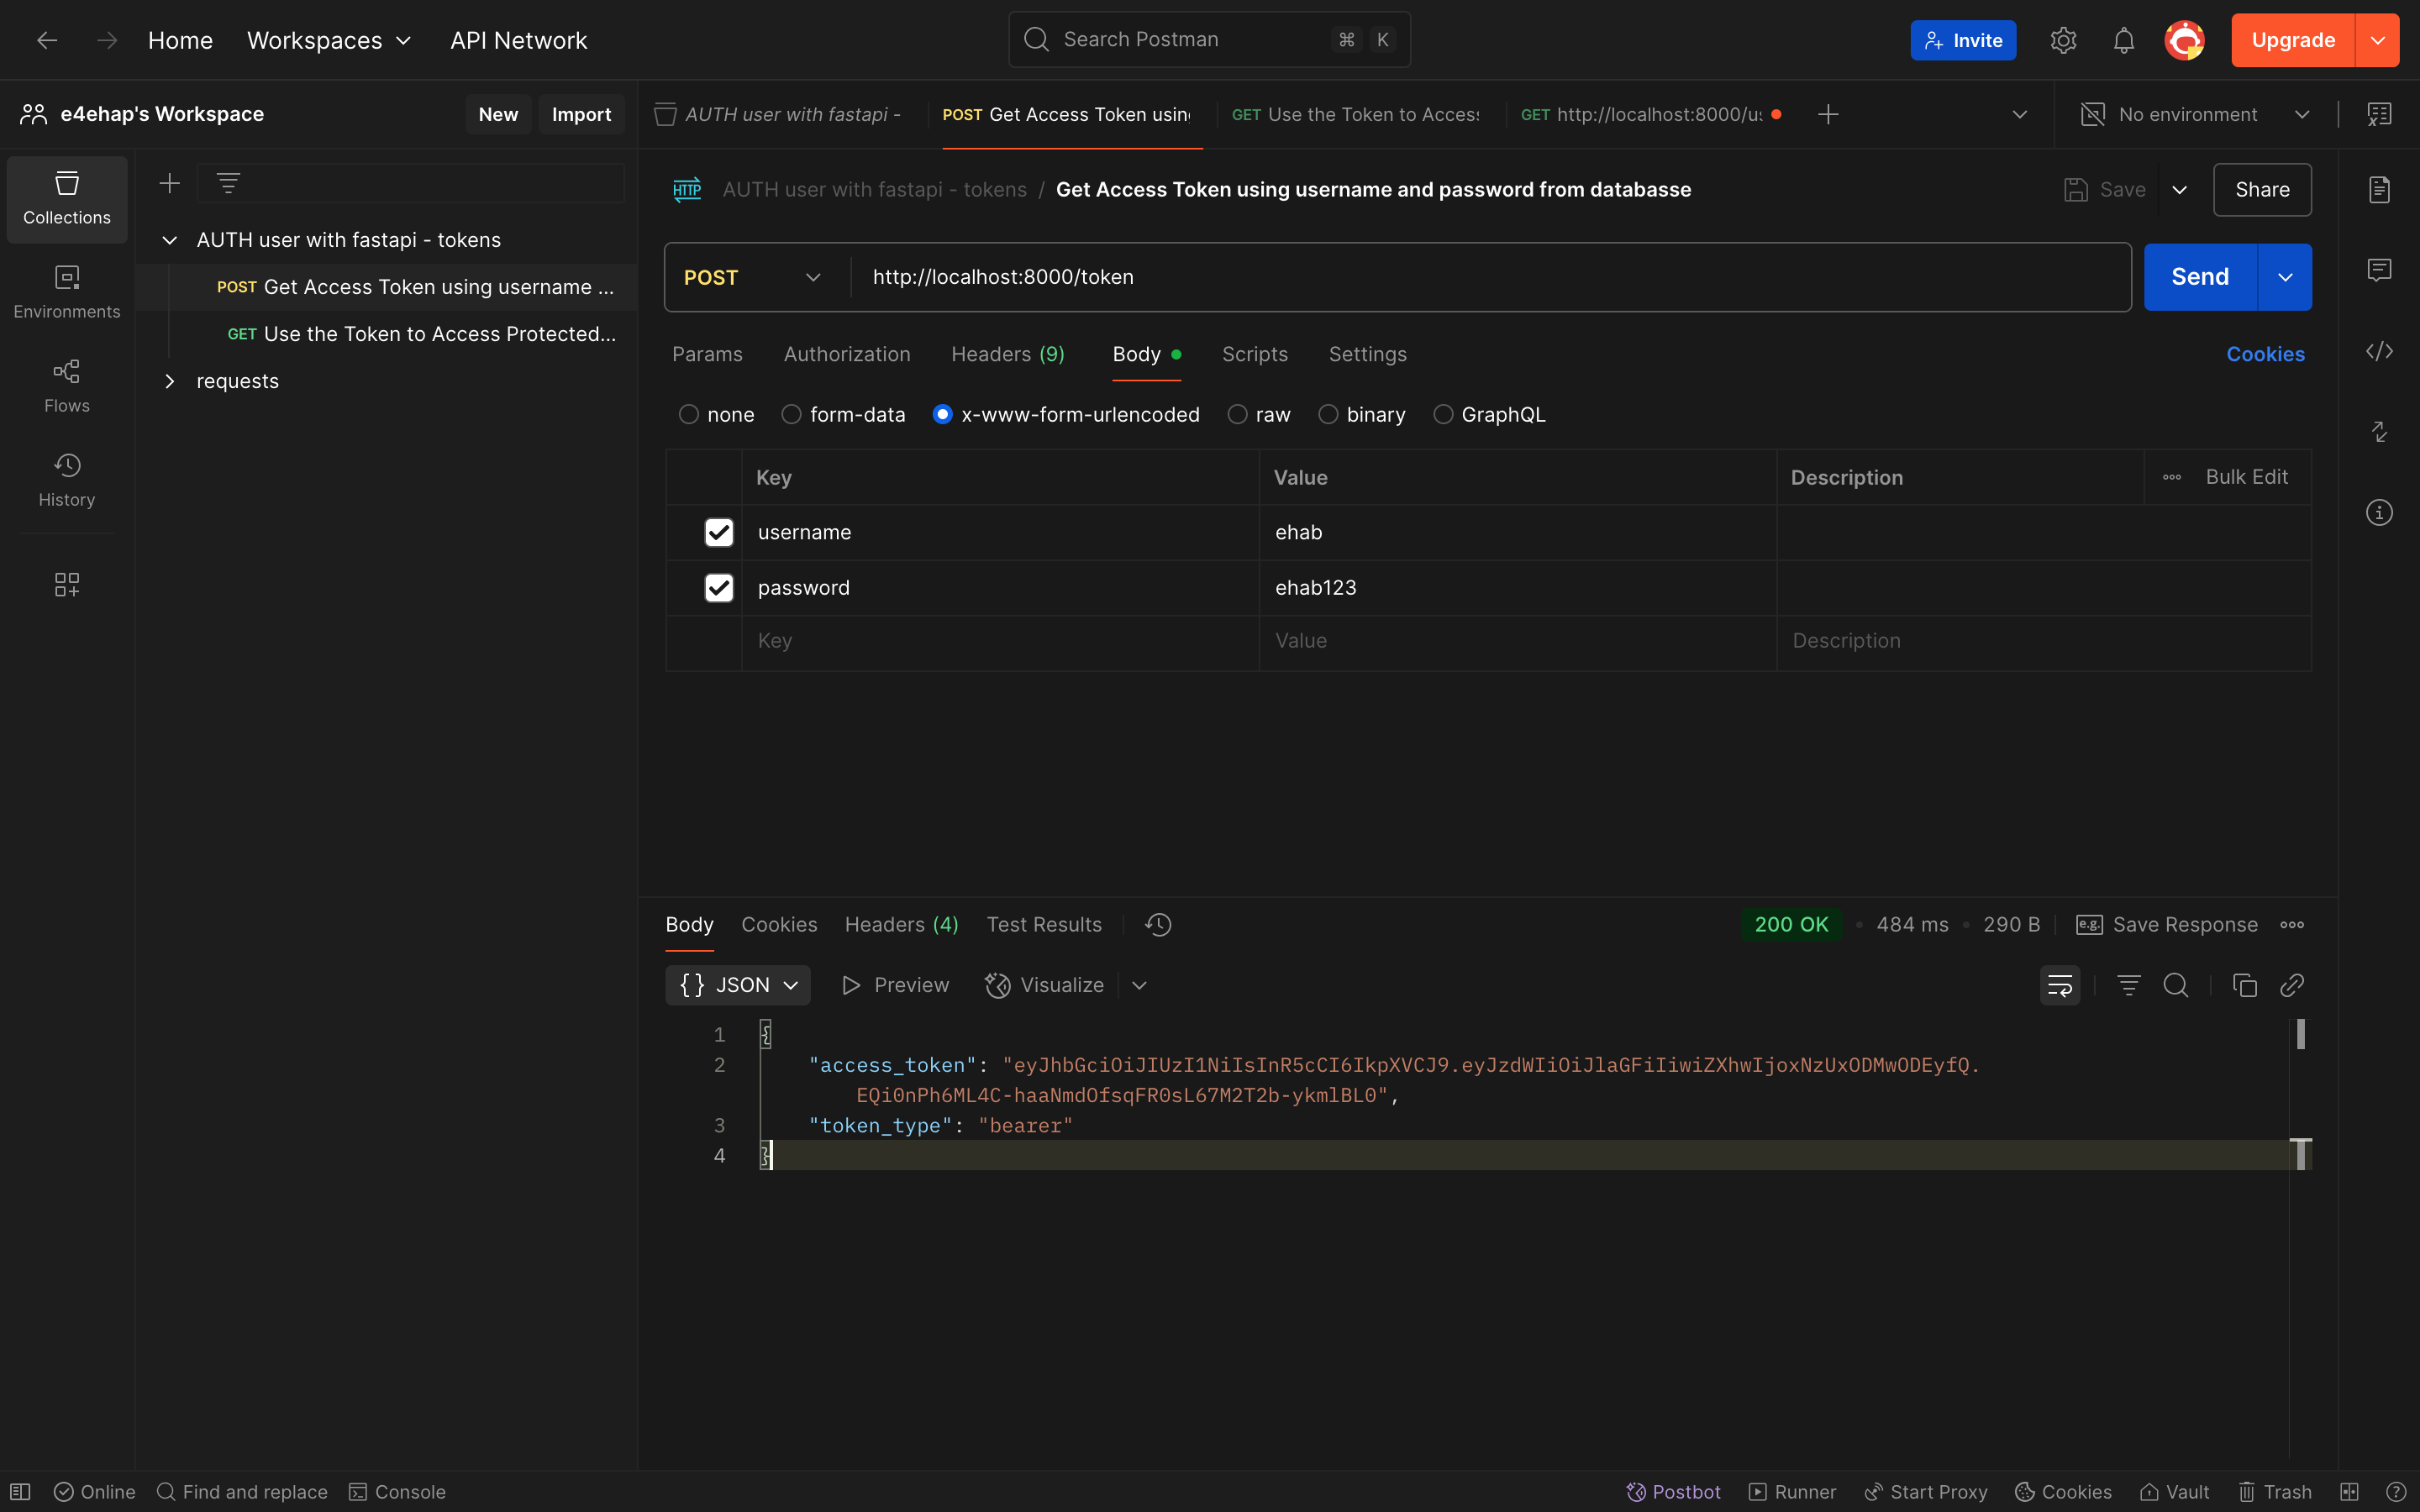 Home Workspaces API Network Search Postman ⌘ K Invite Upgrade
e4ehap's Workspace New Import AUTH user with fastapi - POST Get Access Token usin GET Use the Token to Access GET http://localhost:8000/us No environment
Collections
Environments
Flows
History
AUTH user with fastapi - tokens
POST Get Access Token using username ...
GET Use the Token to Access Protected...
requests
HTTP AUTH user with fastapi - tokens / Get Access Token using username and password from databasse Save Share
POST http://localhost:8000/token Send
Params Authorization Headers (9) Body Scripts Settings Cookies
none form-data x-www-form-urlencoded raw binary GraphQL
Key Value Description Bulk Edit
username ehab
password ehab123
Key Value Description
Body Cookies Headers (4) Test Results 200 OK 484 ms 290 B e.g. Save Response
{} JSON Preview Visualize
1 {
2 "access_token": "eyJhbGciOiJIUzI1NiIsInR5cCI6IkpXVCJ9.eyJzdWIiOiJlaGFiIiwiZXhwIjoxNzUxODMwODEyfQ.
EQi0nPh6ML4C-haaNmdOfsqFR0sL67M2T2b-ykmlBL0",
3 "token_type": "bearer"
4 }
Online Find and replace Console Postbot Runner Start Proxy Cookies Vault Trash